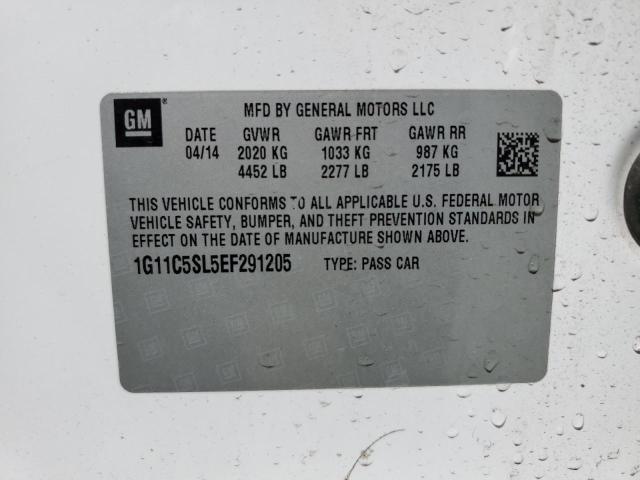 GM® MFD BY GENERAL MOTORS LLC
DATE GVWR GAWR FRT GAWR RR
04/14 2020 KG 1033 KG 987 KG
4452 LB 2277 LB 2175 LB
THIS VEHICLE CONFORMS TO ALL APPLICABLE U.S. FEDERAL MOTOR
VEHICLE SAFETY, BUMPER, AND THEFT PREVENTION STANDARDS IN
EFFECT ON THE DATE OF MANUFACTURE SHOWN ABOVE.
1G11C5SL5EF291205 TYPE: PASS CAR